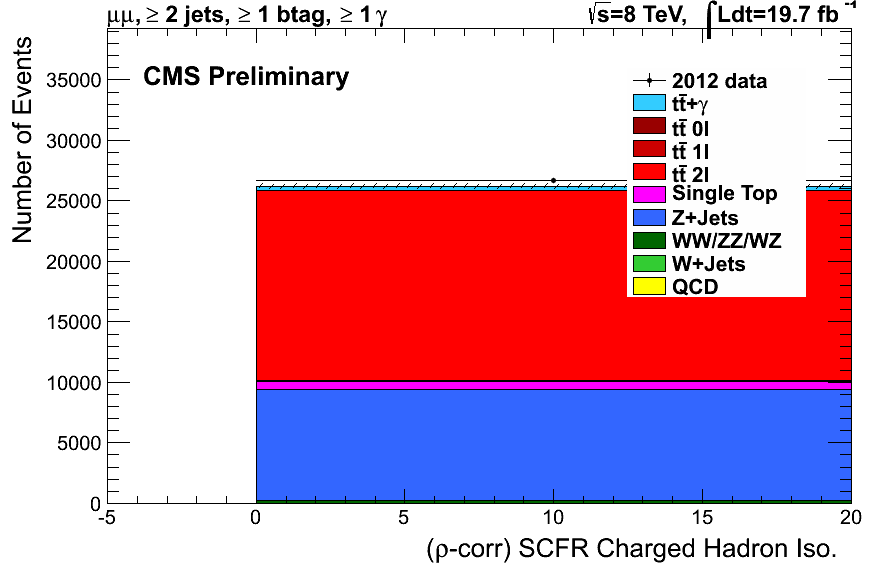 μμ, ≥ 2 jets, ≥ 1 btag, ≥ 1 γ √s=8 TeV, ∫Ldt=19.7 fb⁻¹
CMS Preliminary
2012 data
tt̄+γ
tt̄ 0l
tt̄ 1l
tt̄ 2l
Single Top
Z+Jets
WW/ZZ/WZ
W+Jets
QCD
Number of Events
35000
30000
25000
20000
15000
10000
5000
0
-5 0 5 10 15 20
(ρ-corr) SCFR Charged Hadron Iso.